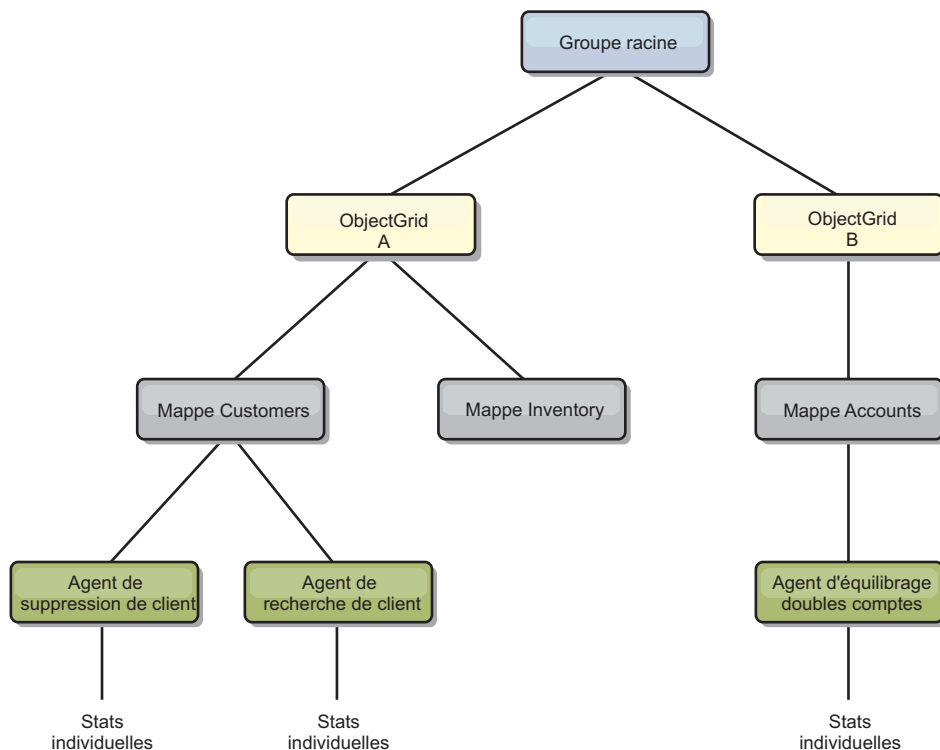 Groupe racine
ObjectGrid
A
ObjectGrid
B
Mappe Customers
Mappe Inventory
Mappe Accounts
Agent de
suppression de client
Agent de
recherche de client
Agent d'équilibrage
doubles comptes
Stats
individuelles
Stats
individuelles
Stats
individuelles